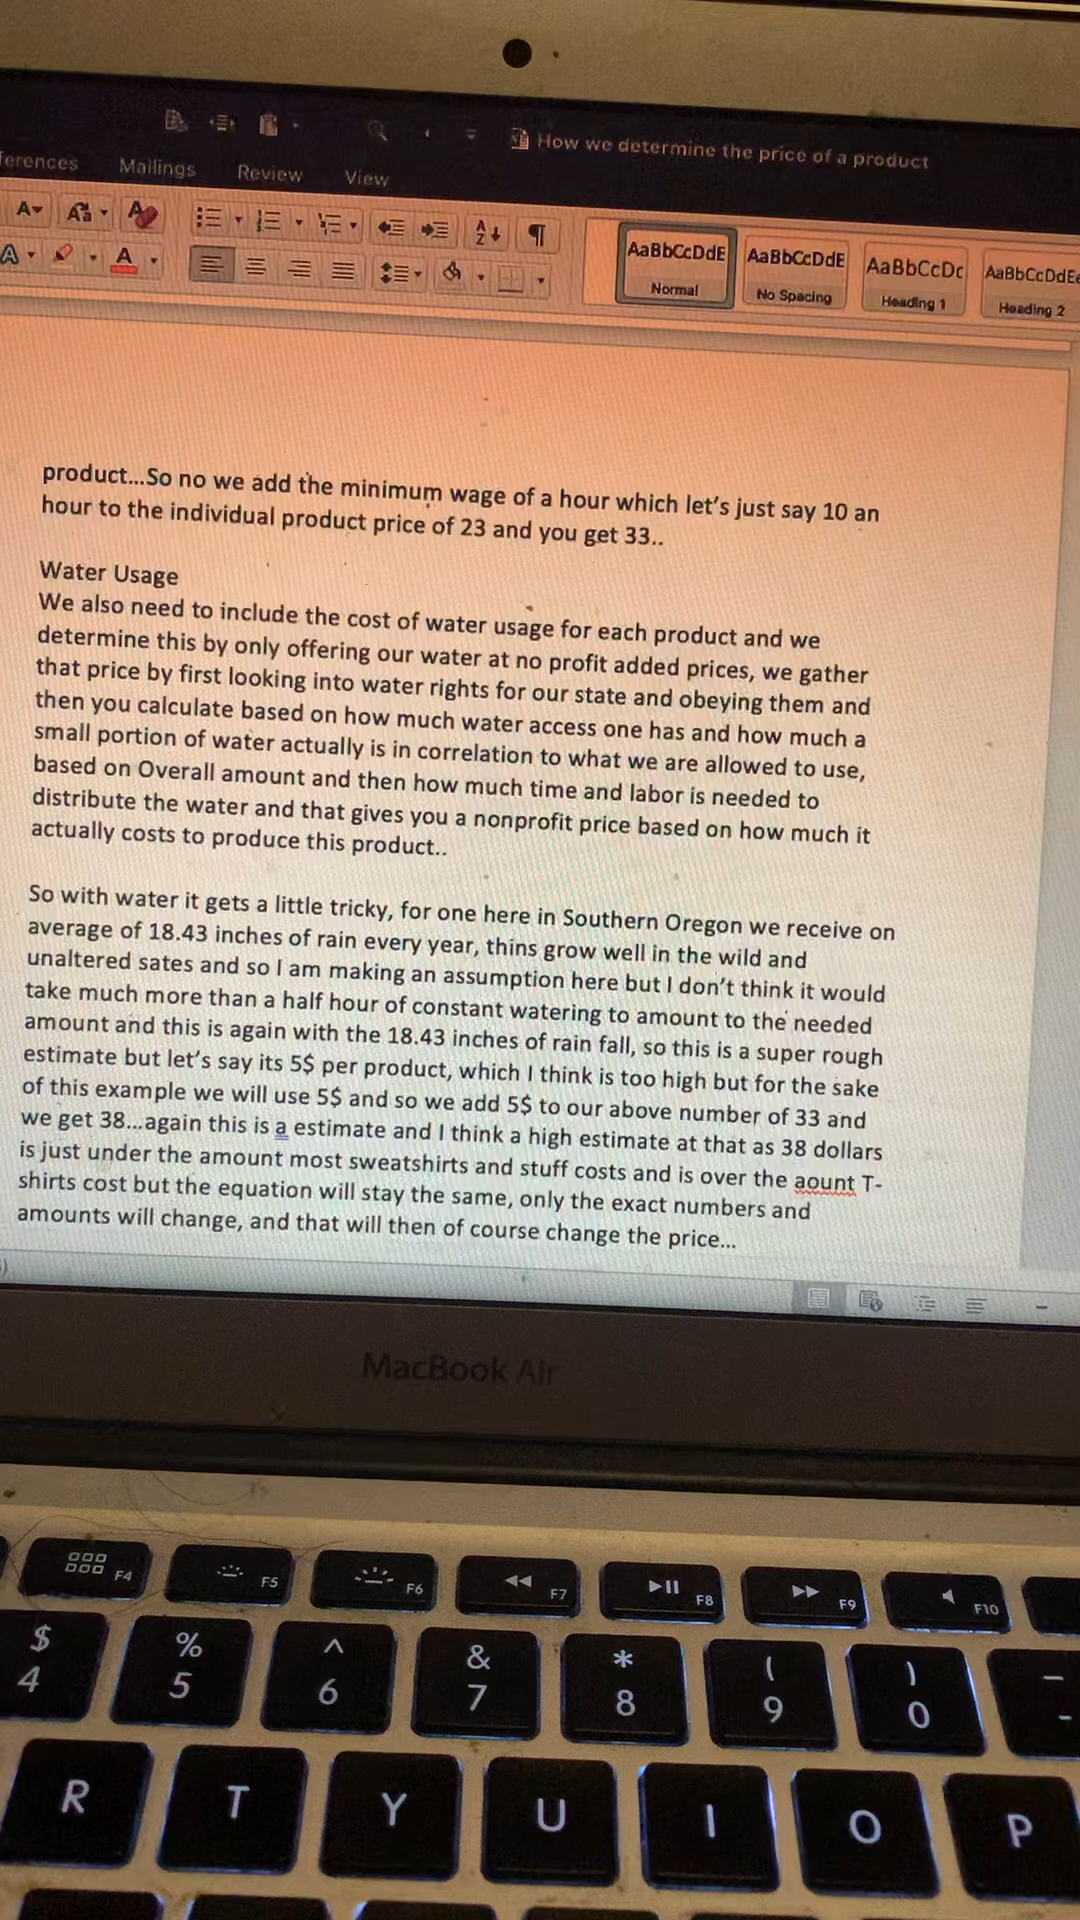 How we determine the price of a product
ferences Mailings Review View
AaBbCcDdE AaBbCcDdE AaBbCcDc AaBbCcDdEe
Normal No Spacing Heading 1 Heading 2
product...So no we add the minimum wage of a hour which let's just say 10 an
hour to the individual product price of 23 and you get 33..
Water Usage
We also need to include the cost of water usage for each product and we
determine this by only offering our water at no profit added prices, we gather
that price by first looking into water rights for our state and obeying them and
then you calculate based on how much water access one has and how much a
small portion of water actually is in correlation to what we are allowed to use,
based on Overall amount and then how much time and labor is needed to
distribute the water and that gives you a nonprofit price based on how much it
actually costs to produce this product..
So with water it gets a little tricky, for one here in Southern Oregon we receive on
average of 18.43 inches of rain every year, thins grow well in the wild and
unaltered sates and so I am making an assumption here but I don't think it would
take much more than a half hour of constant watering to amount to the needed
amount and this is again with the 18.43 inches of rain fall, so this is a super rough
estimate but let's say its 5$ per product, which I think is too high but for the sake
of this example we will use 5$ and so we add 5$ to our above number of 33 and
we get 38...again this is a estimate and I think a high estimate at that as 38 dollars
is just under the amount most sweatshirts and stuff costs and is over the aount T-
shirts cost but the equation will stay the same, only the exact numbers and
amounts will change, and that will then of course change the price...
MacBook Air
F4 F5 F6 F7 F8 F9 F10
$ % ^ & * ( )
4 5 6 7 8 9 0
R T Y U I O P